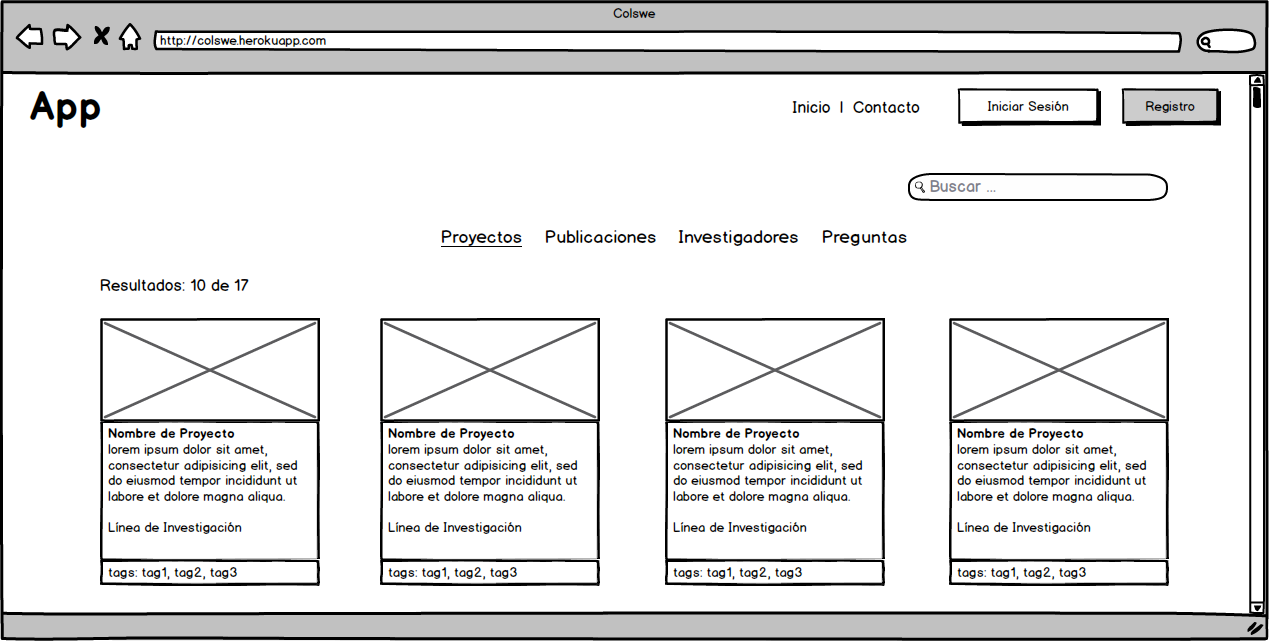 Colswe
http://colswe.herokuapp.com
App
Inicio | Contacto
Iniciar Sesión
Registro
Buscar ...
Proyectos Publicaciones Investigadores Preguntas
Resultados: 10 de 17
Nombre de Proyecto
lorem ipsum dolor sit amet,
consectetur adipisicing elit, sed
do eiusmod tempor incididunt ut
labore et dolore magna aliqua.
Línea de Investigación
tags: tag1, tag2, tag3
Nombre de Proyecto
lorem ipsum dolor sit amet,
consectetur adipisicing elit, sed
do eiusmod tempor incididunt ut
labore et dolore magna aliqua.
Línea de Investigación
tags: tag1, tag2, tag3
Nombre de Proyecto
lorem ipsum dolor sit amet,
consectetur adipisicing elit, sed
do eiusmod tempor incididunt ut
labore et dolore magna aliqua.
Línea de Investigación
tags: tag1, tag2, tag3
Nombre de Proyecto
lorem ipsum dolor sit amet,
consectetur adipisicing elit, sed
do eiusmod tempor incididunt ut
labore et dolore magna aliqua.
Línea de Investigación
tags: tag1, tag2, tag3